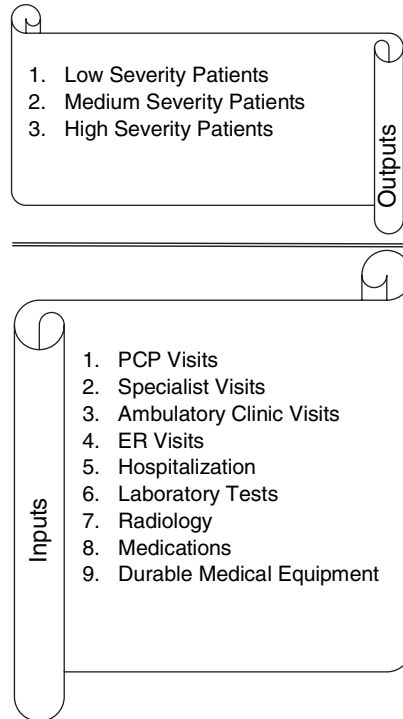 1. Low Severity Patients
2. Medium Severity Patients
3. High Severity Patients
Outputs
1. PCP Visits
2. Specialist Visits
3. Ambulatory Clinic Visits
4. ER Visits
5. Hospitalization
6. Laboratory Tests
7. Radiology
8. Medications
9. Durable Medical Equipment
Inputs